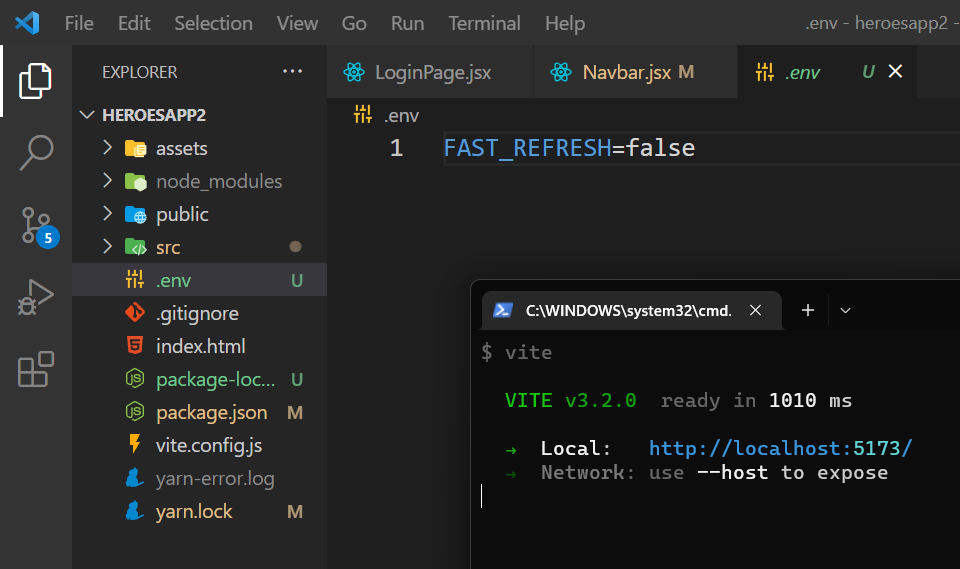 File Edit Selection View Go Run Terminal Help .env - heroesapp2 -
EXPLORER ···
LoginPage.jsx Navbar.jsx M .env U
HEROESAPP2
.env
assets
1 FAST_REFRESH=false
node_modules
public
src
5
.env U
.gitignore
index.html
package-loc... U
package.json M
vite.config.js
yarn-error.log
yarn.lock M
C:\WINDOWS\system32\cmd.
$ vite
VITE v3.2.0 ready in 1010 ms
➜ Local: http://localhost:5173/
➜ Network: use --host to expose